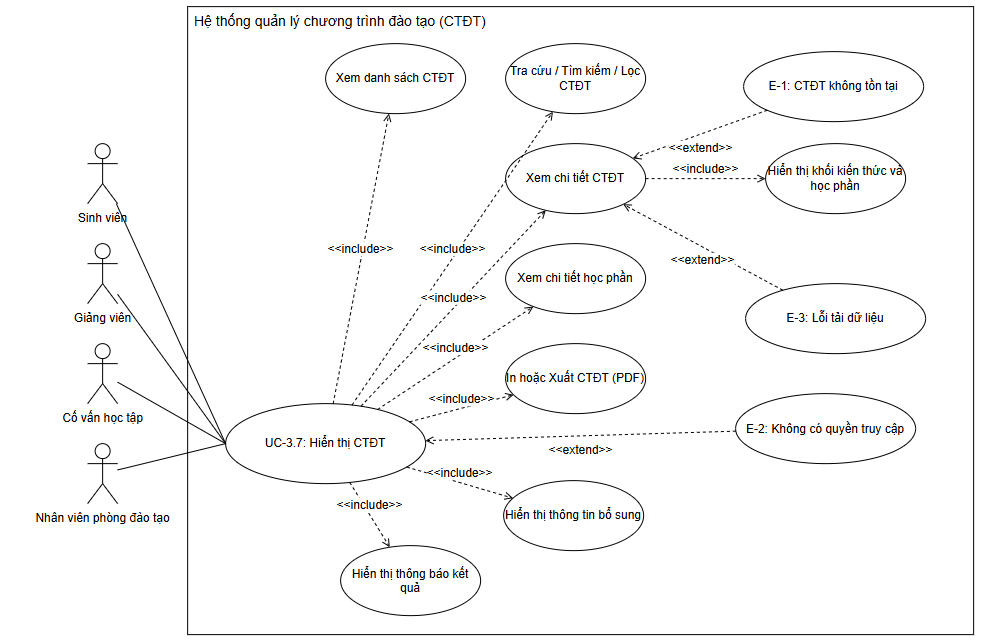 Hệ thống quản lý chương trình đào tạo (CTĐT)
Xem danh sách CTĐT
Tra cứu / Tìm kiếm / Lọc
CTĐT
E-1: CTĐT không tồn tại
<<extend>>
<<include>>
Xem chi tiết CTĐT
Hiển thị khối kiến thức và
học phần
Sinh viên
<<include>>
<<include>>
<<extend>>
Xem chi tiết học phần
<<include>>
Giảng viên
E-3: Lỗi tải dữ liệu
<<include>>
In hoặc Xuất CTĐT (PDF)
<<include>>
Cố vấn học tập
UC-3.7: Hiển thị CTĐT
E-2: Không có quyền truy cập
<<extend>>
<<include>>
<<include>>
Hiển thị thông tin bổ sung
Nhân viên phòng đào tạo
Hiển thị thông báo kết
quả